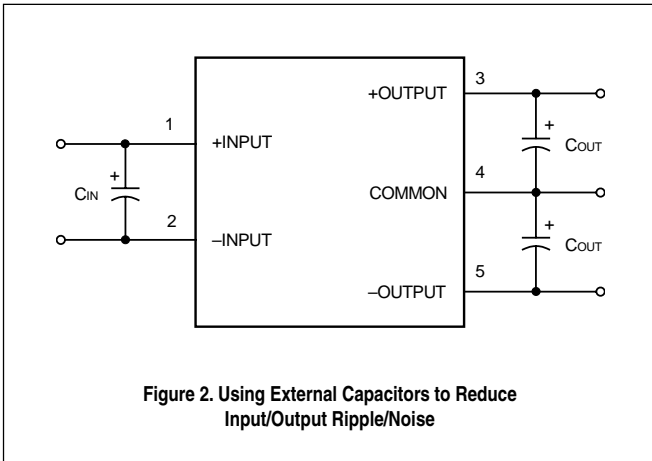 3
+OUTPUT
+
1
+INPUT
COUT
4
+
CIN
COMMON
2
+
–INPUT
COUT
5
–OUTPUT
Figure 2. Using External Capacitors to Reduce
Input/Output Ripple/Noise